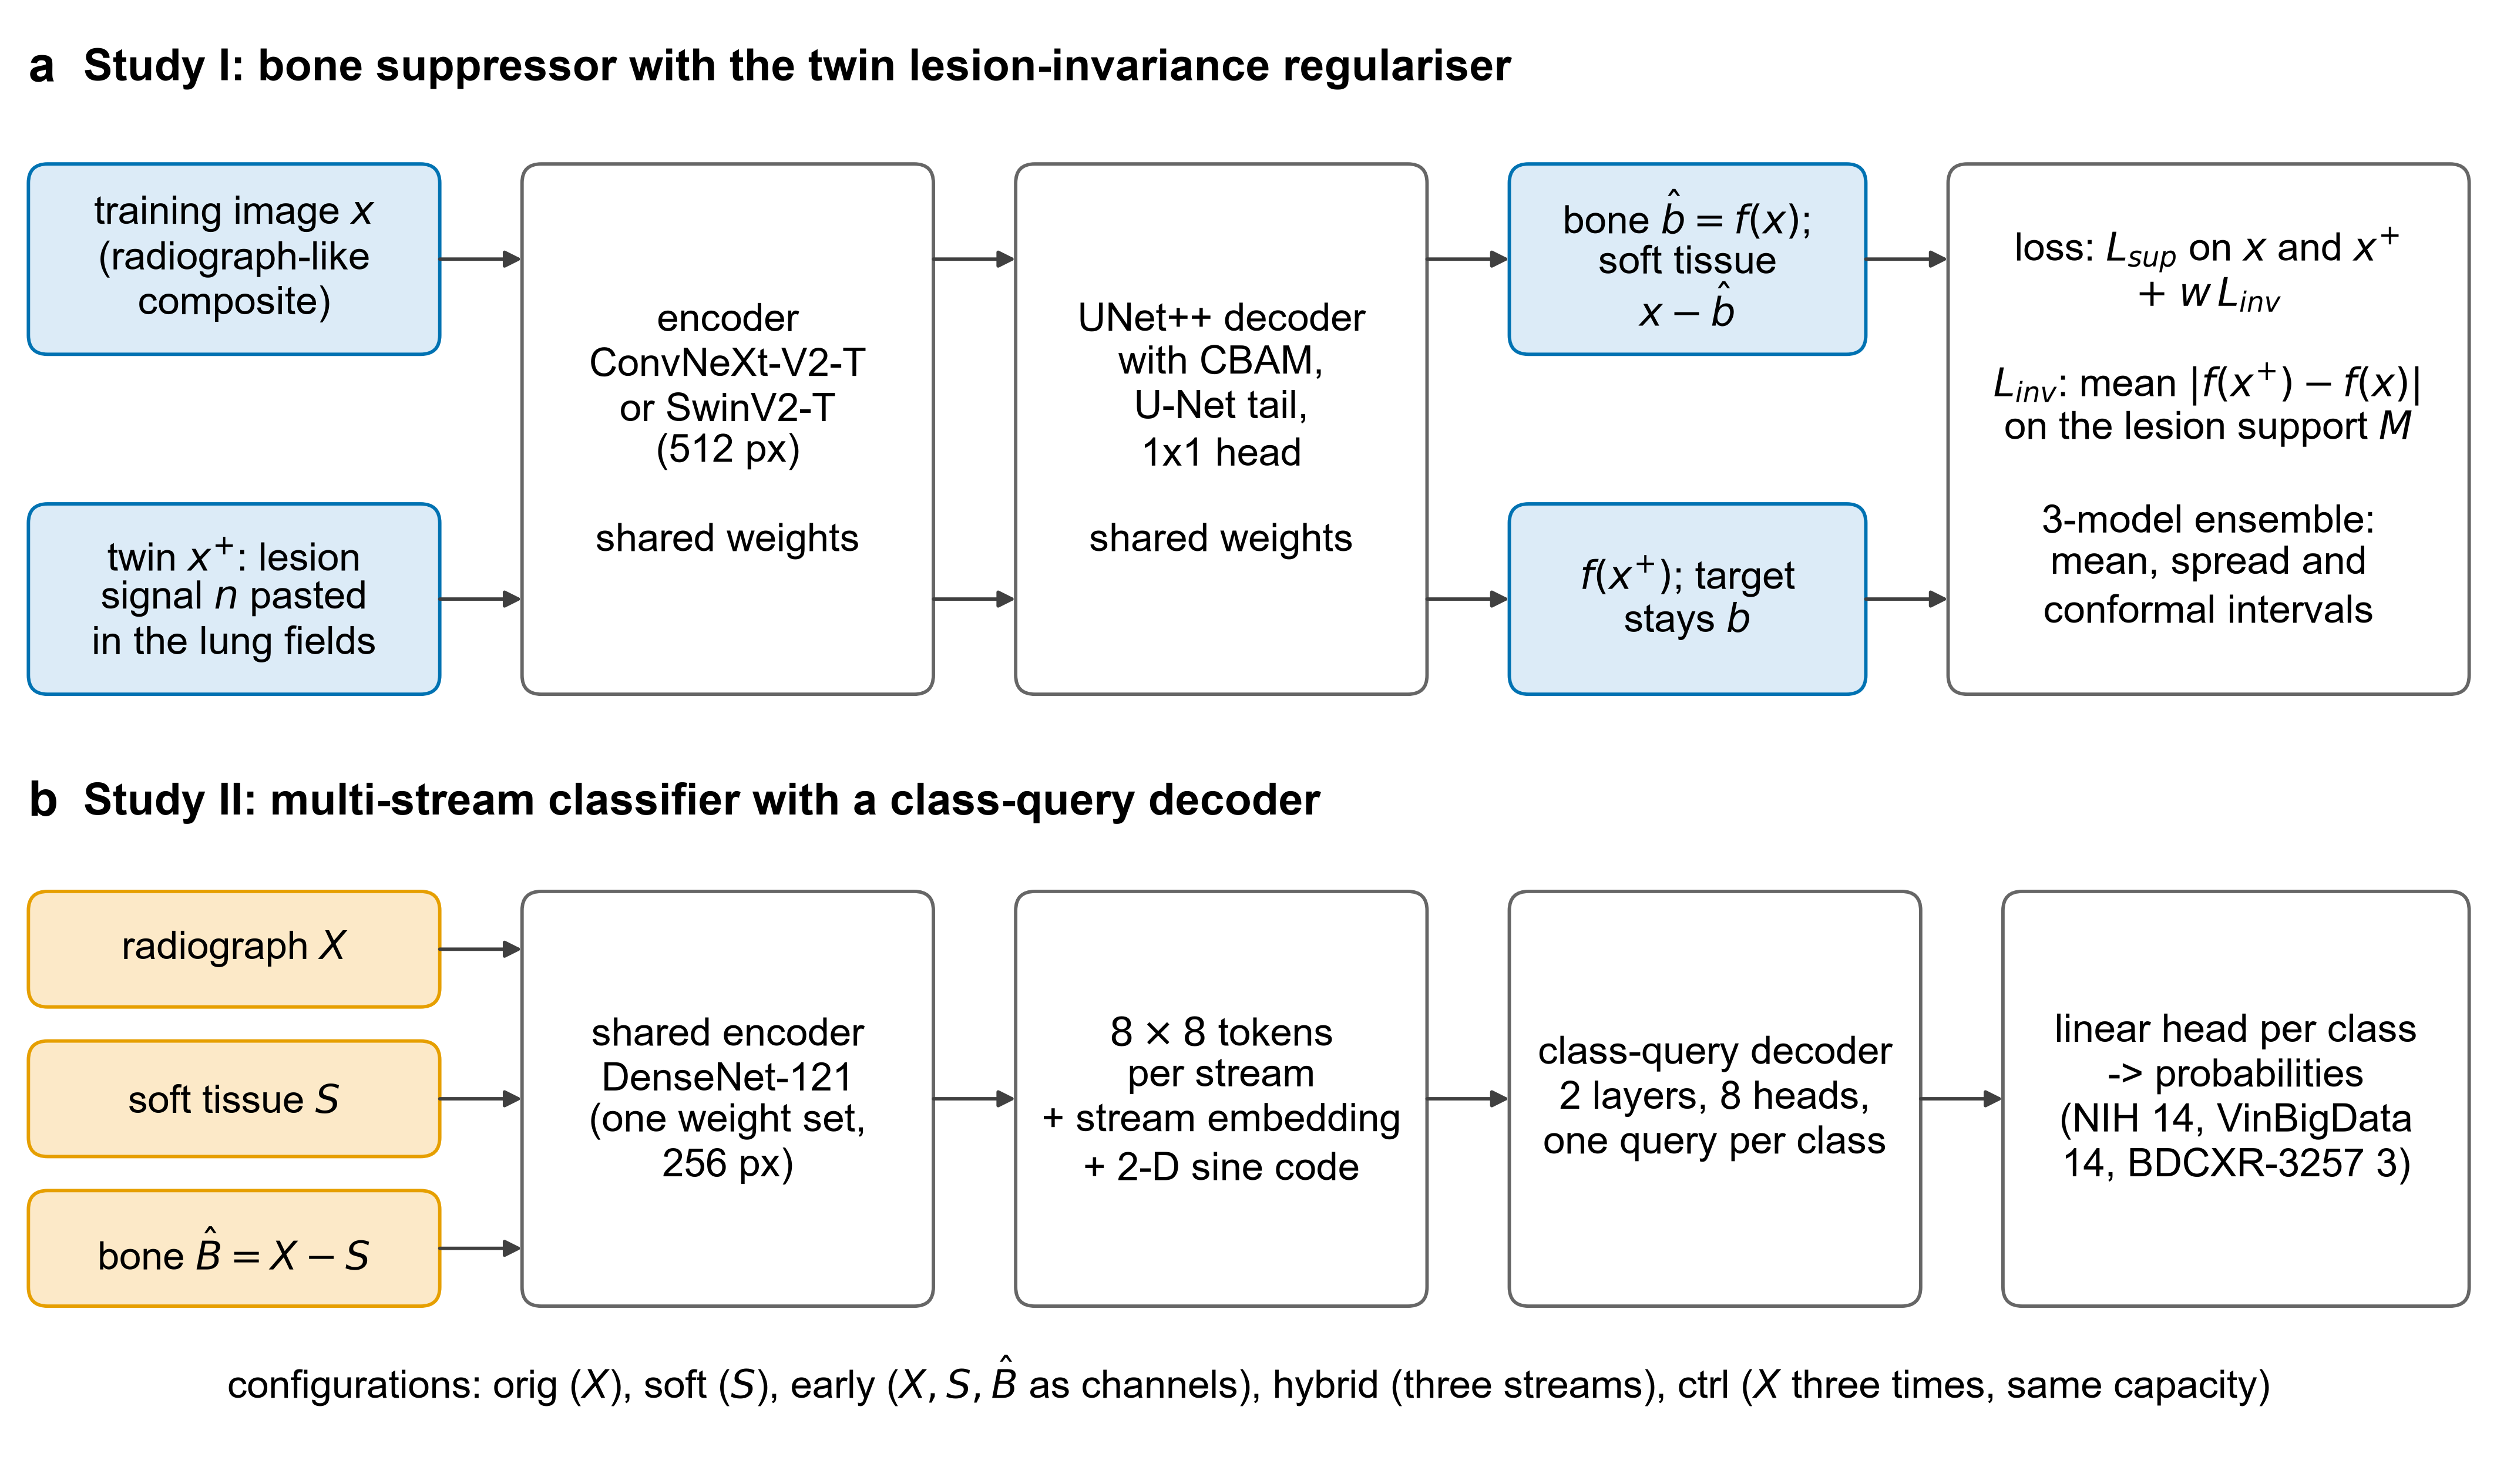 a Study I: bone suppressor with the twin lesion-invariance regulariser
training image x
(radiograph-like
composite)
twin x⁺: lesion
signal n pasted
in the lung fields
encoder
ConvNeXt-V2-T
or SwinV2-T
(512 px)
shared weights
UNet++ decoder
with CBAM,
U-Net tail,
1x1 head
shared weights
bone b̂ = f(x);
soft tissue
x − b̂
f(x⁺); target
stays b
loss: L_sup on x and x⁺
+ w L_inv
L_inv: mean |f(x⁺) − f(x)|
on the lesion support M
3-model ensemble:
mean, spread and
conformal intervals
b Study II: multi-stream classifier with a class-query decoder
radiograph X
soft tissue S
bone B̂ = X − S
shared encoder
DenseNet-121
(one weight set,
256 px)
8 × 8 tokens
per stream
+ stream embedding
+ 2-D sine code
class-query decoder
2 layers, 8 heads,
one query per class
linear head per class
-> probabilities
(NIH 14, VinBigData
14, BDCXR-3257 3)
configurations: orig (X), soft (S), early (X, S, B̂ as channels), hybrid (three streams), ctrl (X three times, same capacity)